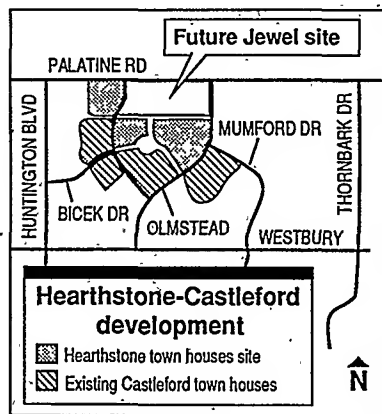 Future Jewel site
PALATINE RD
HUNTINGTON BLVD
MUMFORD DR
THORNBARK DR
BICEK DR
OLMSTEAD
WESTBURY
Hearthstone-Castleford
development
Hearthstone town houses site
Existing Castleford town houses
N